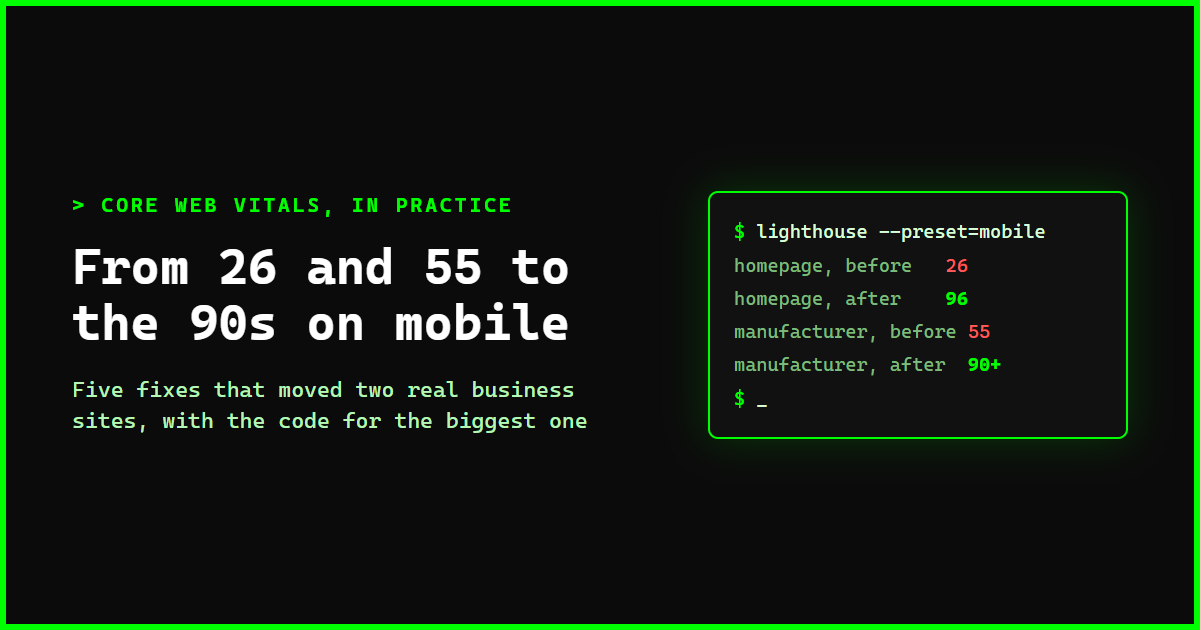 > CORE WEB VITALS, IN PRACTICE
From 26 and 55 to
the 90s on mobile
Five fixes that moved two real business
sites, with the code for the biggest one
$ lighthouse --preset=mobile
homepage, before 26
homepage, after 96
manufacturer, before 55
manufacturer, after 90+
$ _